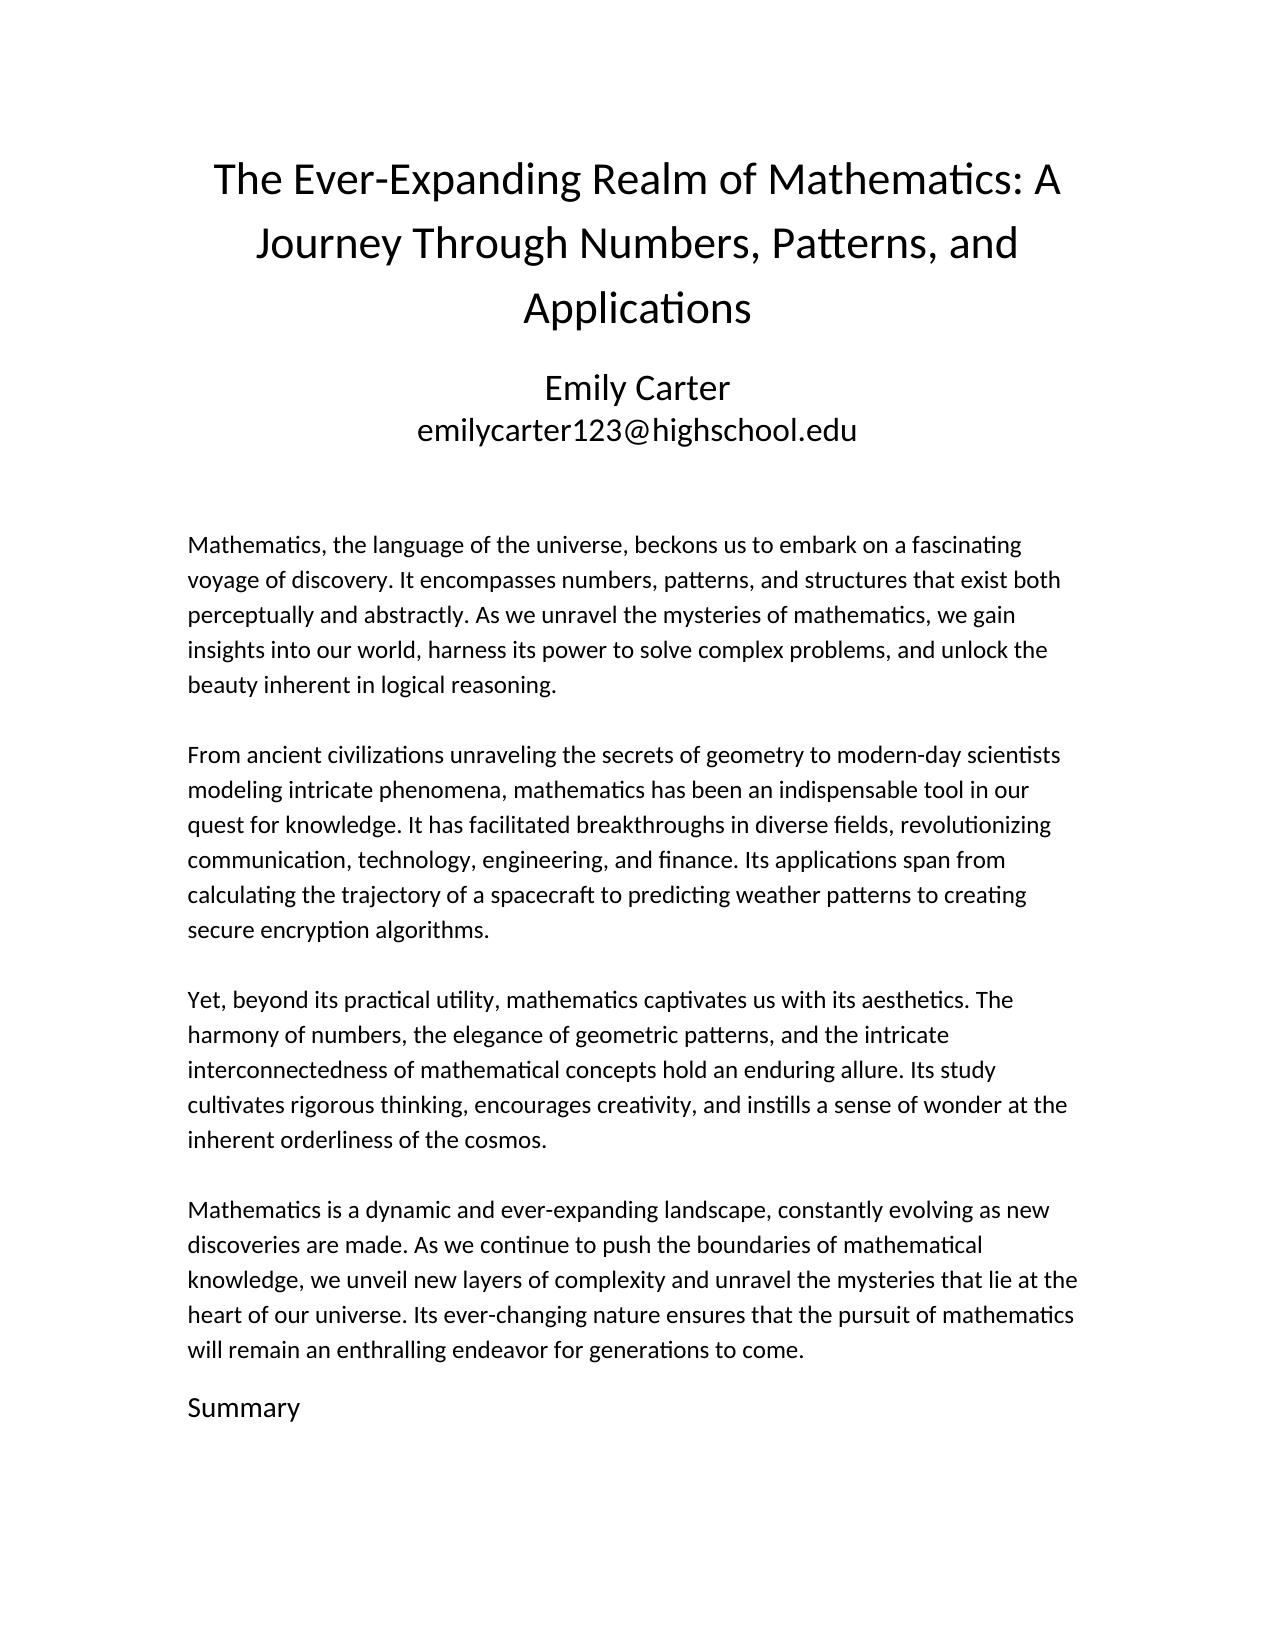 The Ever-Expanding Realm of Mathematics: A
Journey Through Numbers, Patterns, and
Applications
Emily Carter
emilycarter123@highschool.edu
Mathematics, the language of the universe, beckons us to embark on a fascinating
voyage of discovery. It encompasses numbers, patterns, and structures that exist both
perceptually and abstractly. As we unravel the mysteries of mathematics, we gain
insights into our world, harness its power to solve complex problems, and unlock the
beauty inherent in logical reasoning.
From ancient civilizations unraveling the secrets of geometry to modern-day scientists
modeling intricate phenomena, mathematics has been an indispensable tool in our
quest for knowledge. It has facilitated breakthroughs in diverse fields, revolutionizing
communication, technology, engineering, and finance. Its applications span from
calculating the trajectory of a spacecraft to predicting weather patterns to creating
secure encryption algorithms.
Yet, beyond its practical utility, mathematics captivates us with its aesthetics. The
harmony of numbers, the elegance of geometric patterns, and the intricate
interconnectedness of mathematical concepts hold an enduring allure. Its study
cultivates rigorous thinking, encourages creativity, and instills a sense of wonder at the
inherent orderliness of the cosmos.
Mathematics is a dynamic and ever-expanding landscape, constantly evolving as new
discoveries are made. As we continue to push the boundaries of mathematical
knowledge, we unveil new layers of complexity and unravel the mysteries that lie at the
heart of our universe. Its ever-changing nature ensures that the pursuit of mathematics
will remain an enthralling endeavor for generations to come.
Summary